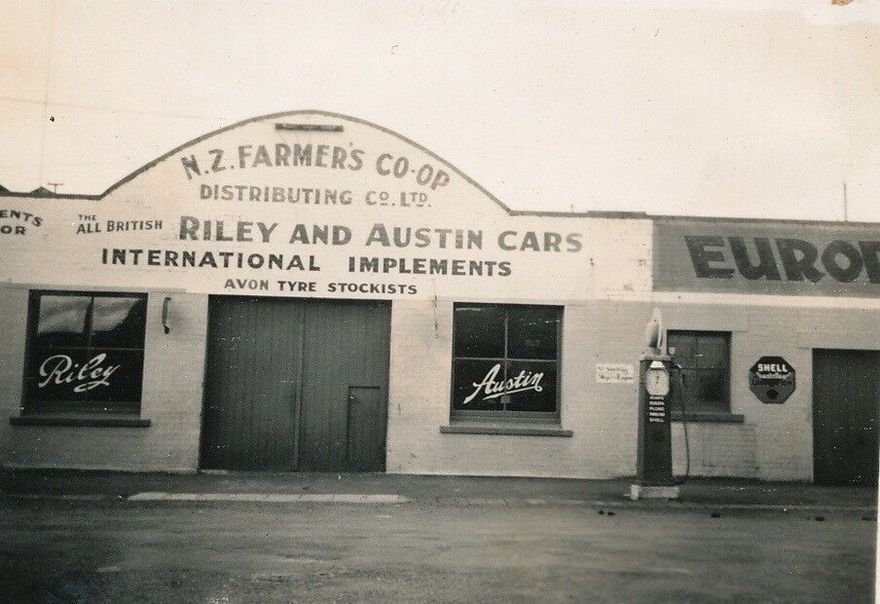 N.Z. FARMER'S CO-OP
DISTRIBUTING CO. LTD.
ENTS
OR
THE
ALL BRITISH
RILEY AND AUSTIN CARS
INTERNATIONAL IMPLEMENTS
AVON TYRE STOCKISTS
EUROP
Riley
Austin
SHELL
SHELL